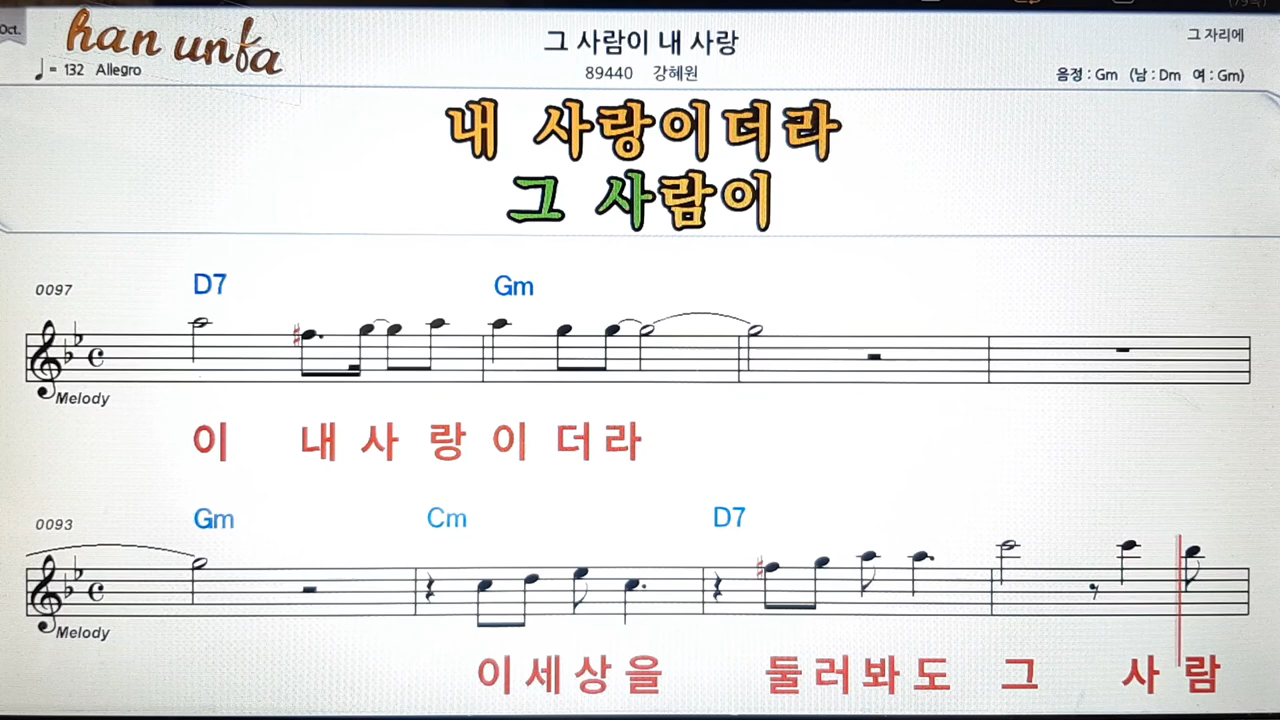 Oct.
han unfa
그 사람이 내 사랑
그 자리에
♩ = 132 Allegro
89440 강혜원
음정 : Gm (남 : Dm 여 : Gm)
내 사랑이더라
그 사람이
0097
D7 Gm
Melody
이 내 사 랑 이 더 라
0093
Gm Cm D7
Melody
이 세 상 을 둘 러 봐 도 그 사 람